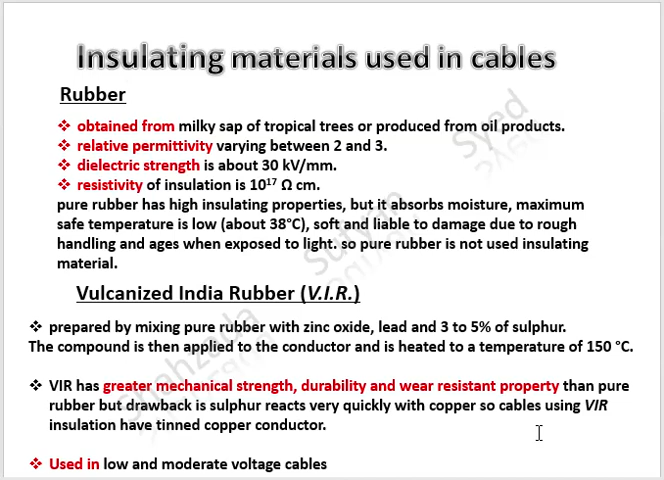 Insulating materials used in cables
Rubber
❖ obtained from milky sap of tropical trees or produced from oil products.
❖ relative permittivity varying between 2 and 3.
❖ dielectric strength is about 30 kV/mm.
❖ resistivity of insulation is 10¹⁷ Ω cm.
pure rubber has high insulating properties, but it absorbs moisture, maximum
safe temperature is low (about 38°C), soft and liable to damage due to rough
handling and ages when exposed to light. so pure rubber is not used insulating
material.
Vulcanized India Rubber (V.I.R.)
❖ prepared by mixing pure rubber with zinc oxide, lead and 3 to 5% of sulphur.
The compound is then applied to the conductor and is heated to a temperature of 150 °C.
❖ VIR has greater mechanical strength, durability and wear resistant property than pure
rubber but drawback is sulphur reacts very quickly with copper so cables using VIR
insulation have tinned copper conductor.
❖ Used in low and moderate voltage cables
Shahzada Sufyan Syed